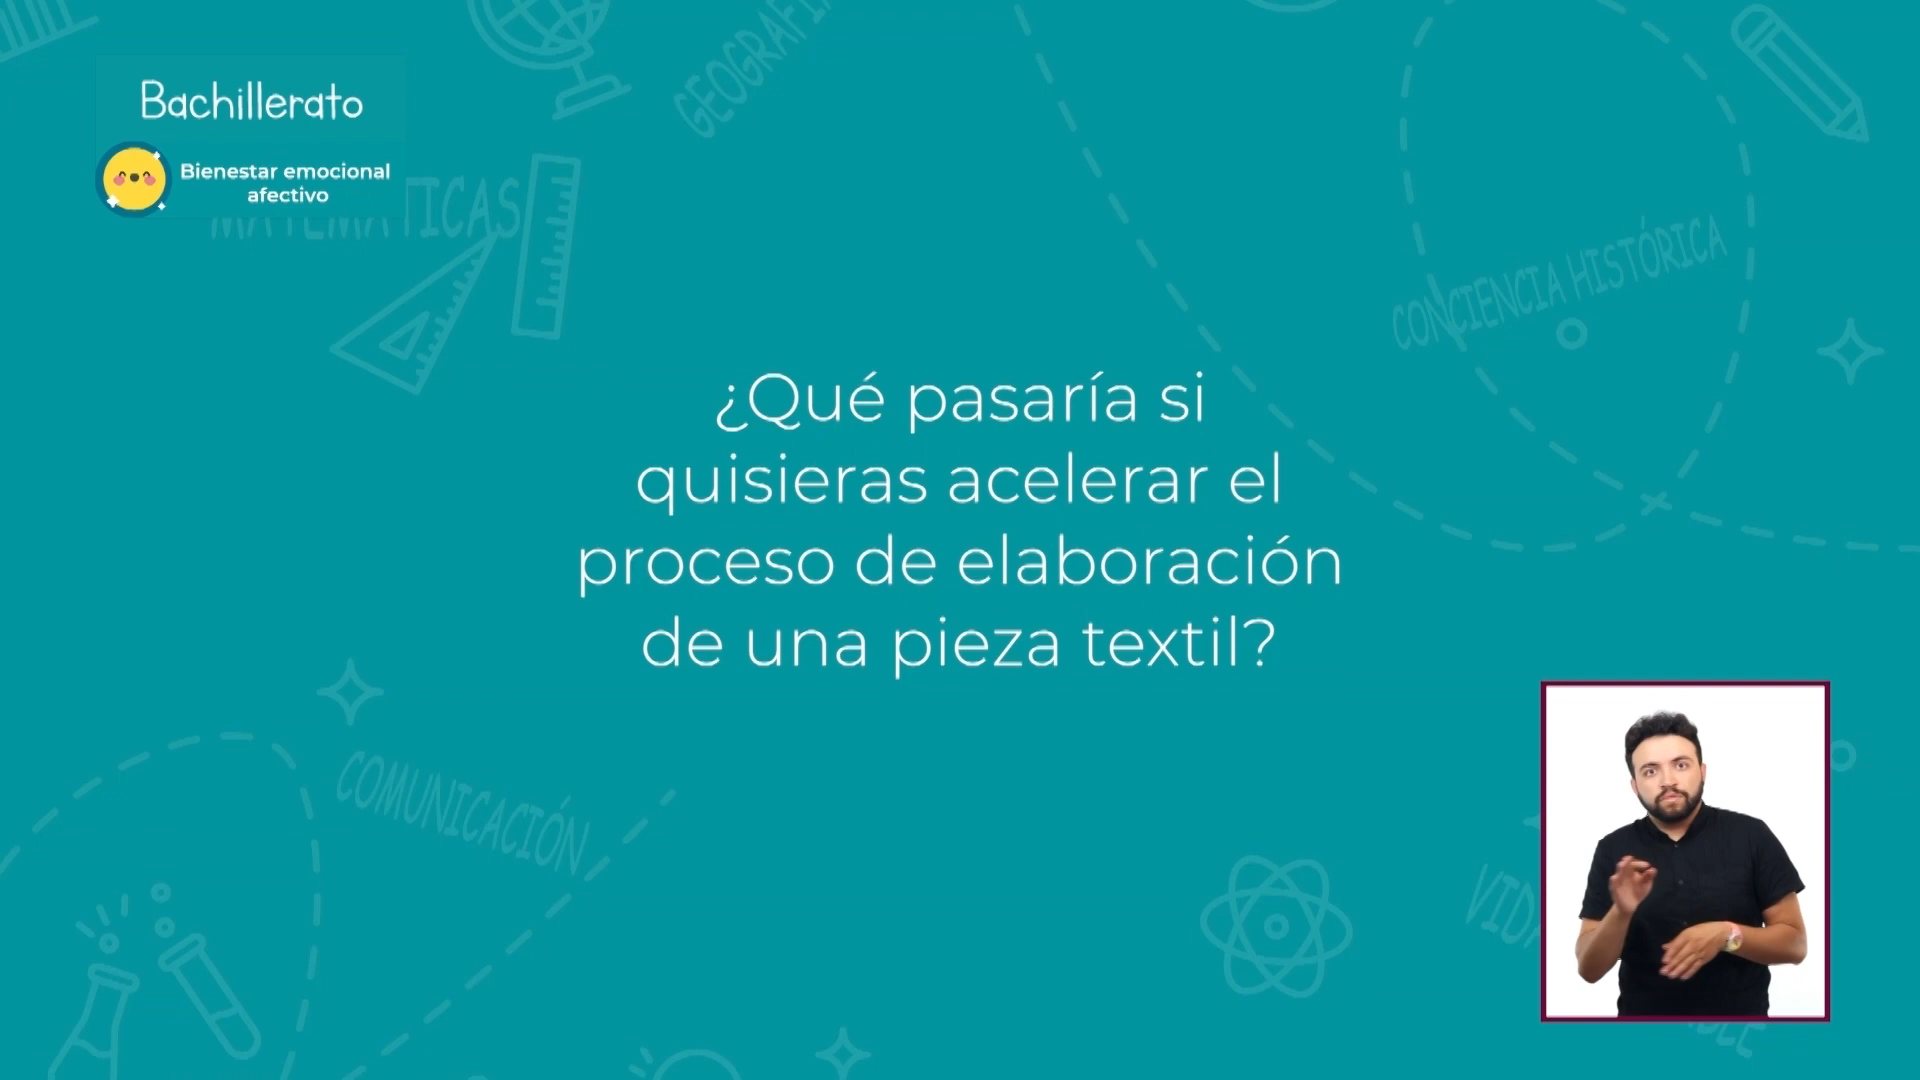 GEOGRAFÍA
Bachillerato
Bienestar emocional
afectivo
MATEMÁTICAS
CONCIENCIA HISTÓRICA
¿Qué pasaría si
quisieras acelerar el
proceso de elaboración
de una pieza textil?
COMUNICACIÓN